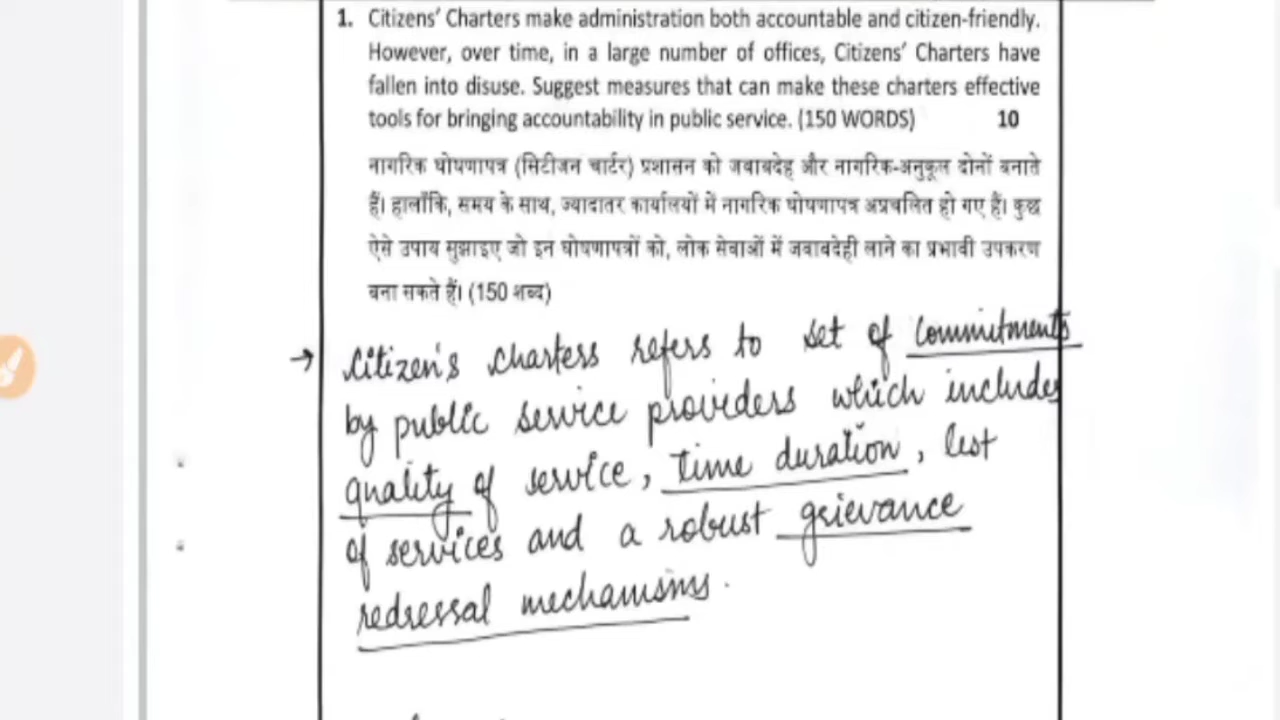 1. Citizens' Charters make administration both accountable and citizen-friendly.
However, over time, in a large number of offices, Citizens' Charters have
fallen into disuse. Suggest measures that can make these charters effective
tools for bringing accountability in public service. (150 WORDS) 10
नागरिक घोषणापत्र (सिटीजन चार्टर) प्रशासन को जवाबदेह और नागरिक-अनुकूल दोनों बनाते
हैं। हालाँकि, समय के साथ, ज्यादातर कार्यालयों में नागरिक घोषणापत्र अप्रचलित हो गए हैं। कुछ
ऐसे उपाय सुझाइए जो इन घोषणापत्रों को, लोक सेवाओं में जवाबदेही लाने का प्रभावी उपकरण
बना सकते हैं। (150 शब्द)
→ Citizen's charters refers to set of commitments
by public service providers which includes
quality of service, time duration, list
of services and a robust grievance
redressal mechanisms.